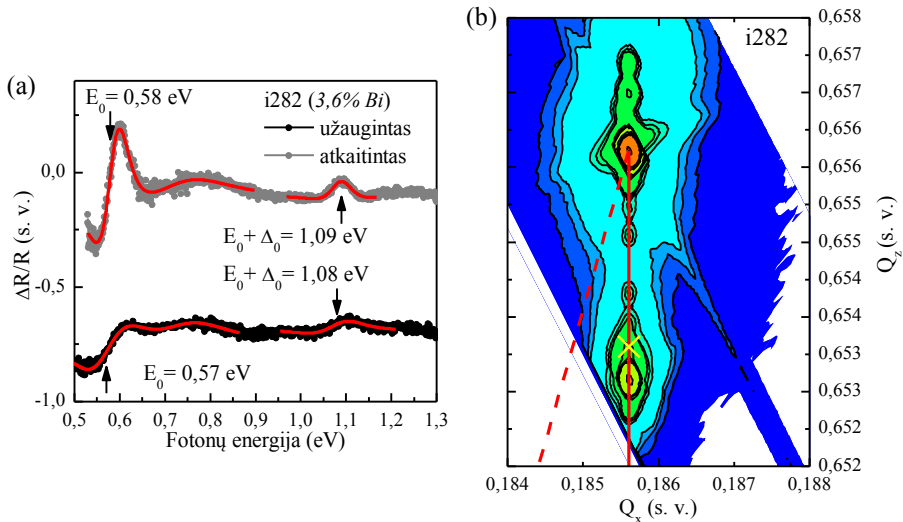 (a)
E₀ = 0,58 eV
i282 (3,6% Bi)
užaugintas
atkaitintas
E₀ + Δ₀ = 1,09 eV
E₀ + Δ₀ = 1,08 eV
E₀ = 0,57 eV
ΔR/R (s. v.)
0,0
-0,5
-1,0
0,5 0,6 0,7 0,8 0,9 1,0 1,1 1,2 1,3
Fotonų energija (eV)
(b)
i282
0,658
0,657
0,657
0,656
0,656
0,655
0,655
0,654
0,654
0,653
0,653
0,652
0,652
Q_z (s. v.)
0,184 0,185 0,186 0,187 0,188
Q_x (s. v.)